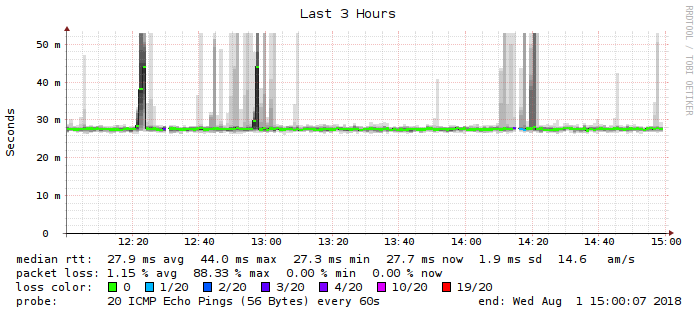 Last 3 Hours
RRDTOOL / TOBI OETIKER
Seconds
50 m
40 m
30 m
20 m
10 m
0
12:20 12:40 13:00 13:20 13:40 14:00 14:20 14:40 15:00
median rtt: 27.9 ms avg 44.0 ms max 27.3 ms min 27.7 ms now 1.9 ms sd 14.6 am/s
packet loss: 1.15 % avg 88.33 % max 0.00 % min 0.00 % now
loss color: 0 1/20 2/20 3/20 4/20 10/20 19/20
probe: 20 ICMP Echo Pings (56 Bytes) every 60s end: Wed Aug 1 15:00:07 2018